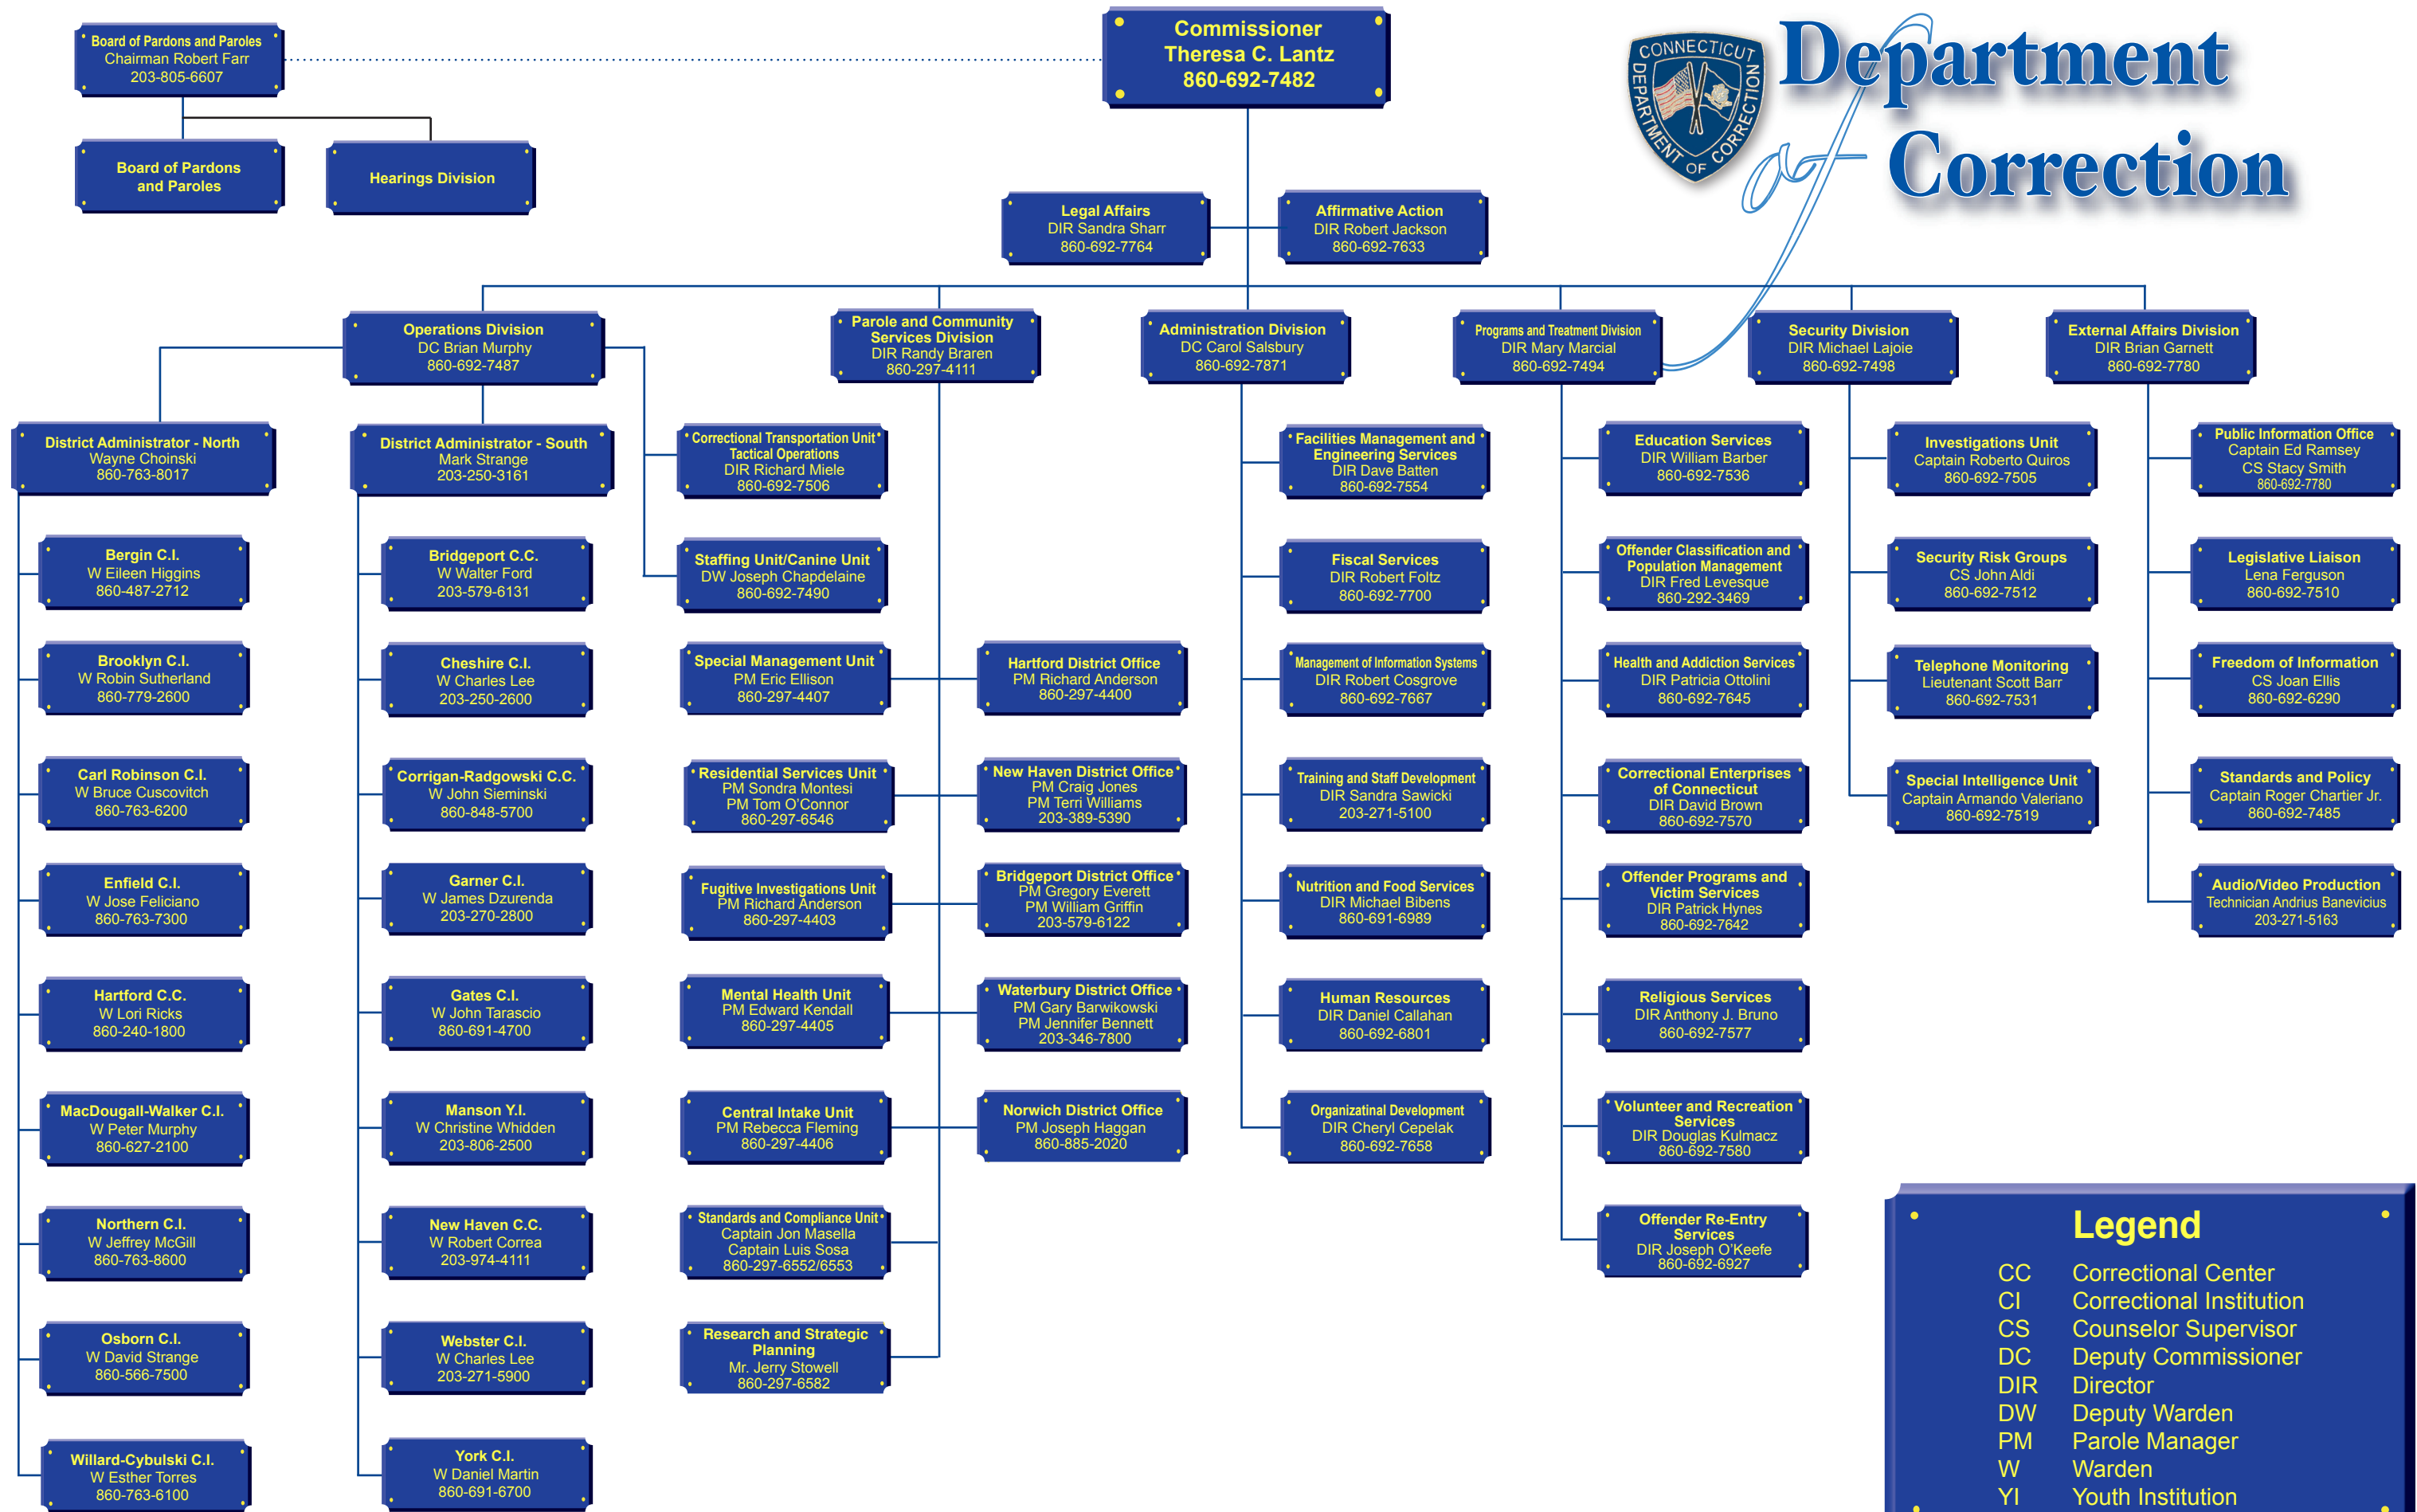 Board of Pardons and Paroles
Chairman Robert Farr
203-805-6607
Commissioner
Theresa C. Lantz
860-692-7482
CONNECTICUT
DEPARTMENT OF CORRECTION
Department
of
Correction
Board of Pardons
and Paroles
Hearings Division
Legal Affairs
DIR Sandra Sharr
860-692-7764
Affirmative Action
DIR Robert Jackson
860-692-7633
Operations Division
DC Brian Murphy
860-692-7487
Parole and Community
Services Division
DIR Randy Braren
860-297-4111
Administration Division
DC Carol Salsbury
860-692-7871
Programs and Treatment Division
DIR Mary Marcial
860-692-7494
Security Division
DIR Michael Lajoie
860-692-7498
External Affairs Division
DIR Brian Garnett
860-692-7780
District Administrator - North
Wayne Choinski
860-763-8017
Bergin C.I.
W Eileen Higgins
860-487-2712
Brooklyn C.I.
W Robin Sutherland
860-779-2600
Carl Robinson C.I.
W Bruce Cuscovitch
860-763-6200
Enfield C.I.
W Jose Feliciano
860-763-7300
Hartford C.C.
W Lori Ricks
860-240-1800
MacDougall-Walker C.I.
W Peter Murphy
860-627-2100
Northern C.I.
W Jeffrey McGill
860-763-8600
Osborn C.I.
W David Strange
860-566-7500
Willard-Cybulski C.I.
W Esther Torres
860-763-6100
District Administrator - South
Mark Strange
203-250-3161
Bridgeport C.C.
W Walter Ford
203-579-6131
Cheshire C.I.
W Charles Lee
203-250-2600
Corrigan-Radgowski C.C.
W John Sieminski
860-848-5700
Garner C.I.
W James Dzurenda
203-270-2800
Gates C.I.
W John Tarascio
860-691-4700
Manson Y.I.
W Christine Whidden
203-806-2500
New Haven C.C.
W Robert Correa
203-974-4111
Webster C.I.
W Charles Lee
203-271-5900
York C.I.
W Daniel Martin
860-691-6700
Correctional Transportation Unit
Tactical Operations
DIR Richard Miele
860-692-7506
Staffing Unit/Canine Unit
DW Joseph Chapdelaine
860-692-7490
Special Management Unit
PM Eric Ellison
860-297-4407
Residential Services Unit
PM Sondra Montesi
PM Tom O'Connor
860-297-6546
Fugitive Investigations Unit
PM Richard Anderson
860-297-4403
Mental Health Unit
PM Edward Kendall
860-297-4405
Central Intake Unit
PM Rebecca Fleming
860-297-4406
Standards and Compliance Unit
Captain Jon Masella
Captain Luis Sosa
860-297-6552/6553
Research and Strategic
Planning
Mr. Jerry Stowell
860-297-6582
Hartford District Office
PM Richard Anderson
860-297-4400
New Haven District Office
PM Craig Jones
PM Terri Williams
203-389-5390
Bridgeport District Office
PM Gregory Everett
PM William Griffin
203-579-6122
Waterbury District Office
PM Gary Barwikowski
PM Jennifer Bennett
203-346-7800
Norwich District Office
PM Joseph Haggan
860-885-2020
Facilities Management and
Engineering Services
DIR Dave Batten
860-692-7554
Fiscal Services
DIR Robert Foltz
860-692-7700
Management of Information Systems
DIR Robert Cosgrove
860-692-7667
Training and Staff Development
DIR Sandra Sawicki
203-271-5100
Nutrition and Food Services
DIR Michael Bibens
860-691-6989
Human Resources
DIR Daniel Callahan
860-692-6801
Organizatinal Development
DIR Cheryl Cepelak
860-692-7658
Education Services
DIR William Barber
860-692-7536
Offender Classification and
Population Management
DIR Fred Levesque
860-292-3469
Health and Addiction Services
DIR Patricia Ottolini
860-692-7645
Correctional Enterprises
of Connecticut
DIR David Brown
860-692-7570
Offender Programs and
Victim Services
DIR Patrick Hynes
860-692-7642
Religious Services
DIR Anthony J. Bruno
860-692-7577
Volunteer and Recreation
Services
DIR Douglas Kulmacz
860-692-7580
Offender Re-Entry
Services
DIR Joseph O'Keefe
860-692-6927
Investigations Unit
Captain Roberto Quiros
860-692-7505
Security Risk Groups
CS John Aldi
860-692-7512
Telephone Monitoring
Lieutenant Scott Barr
860-692-7531
Special Intelligence Unit
Captain Armando Valeriano
860-692-7519
Public Information Office
Captain Ed Ramsey
CS Stacy Smith
860-692-7780
Legislative Liaison
Lena Ferguson
860-692-7510
Freedom of Information
CS Joan Ellis
860-692-6290
Standards and Policy
Captain Roger Chartier Jr.
860-692-7485
Audio/Video Production
Technician Andrius Banevicius
203-271-5163
Legend
CC Correctional Center
CI Correctional Institution
CS Counselor Supervisor
DC Deputy Commissioner
DIR Director
DW Deputy Warden
PM Parole Manager
W Warden
YI Youth Institution